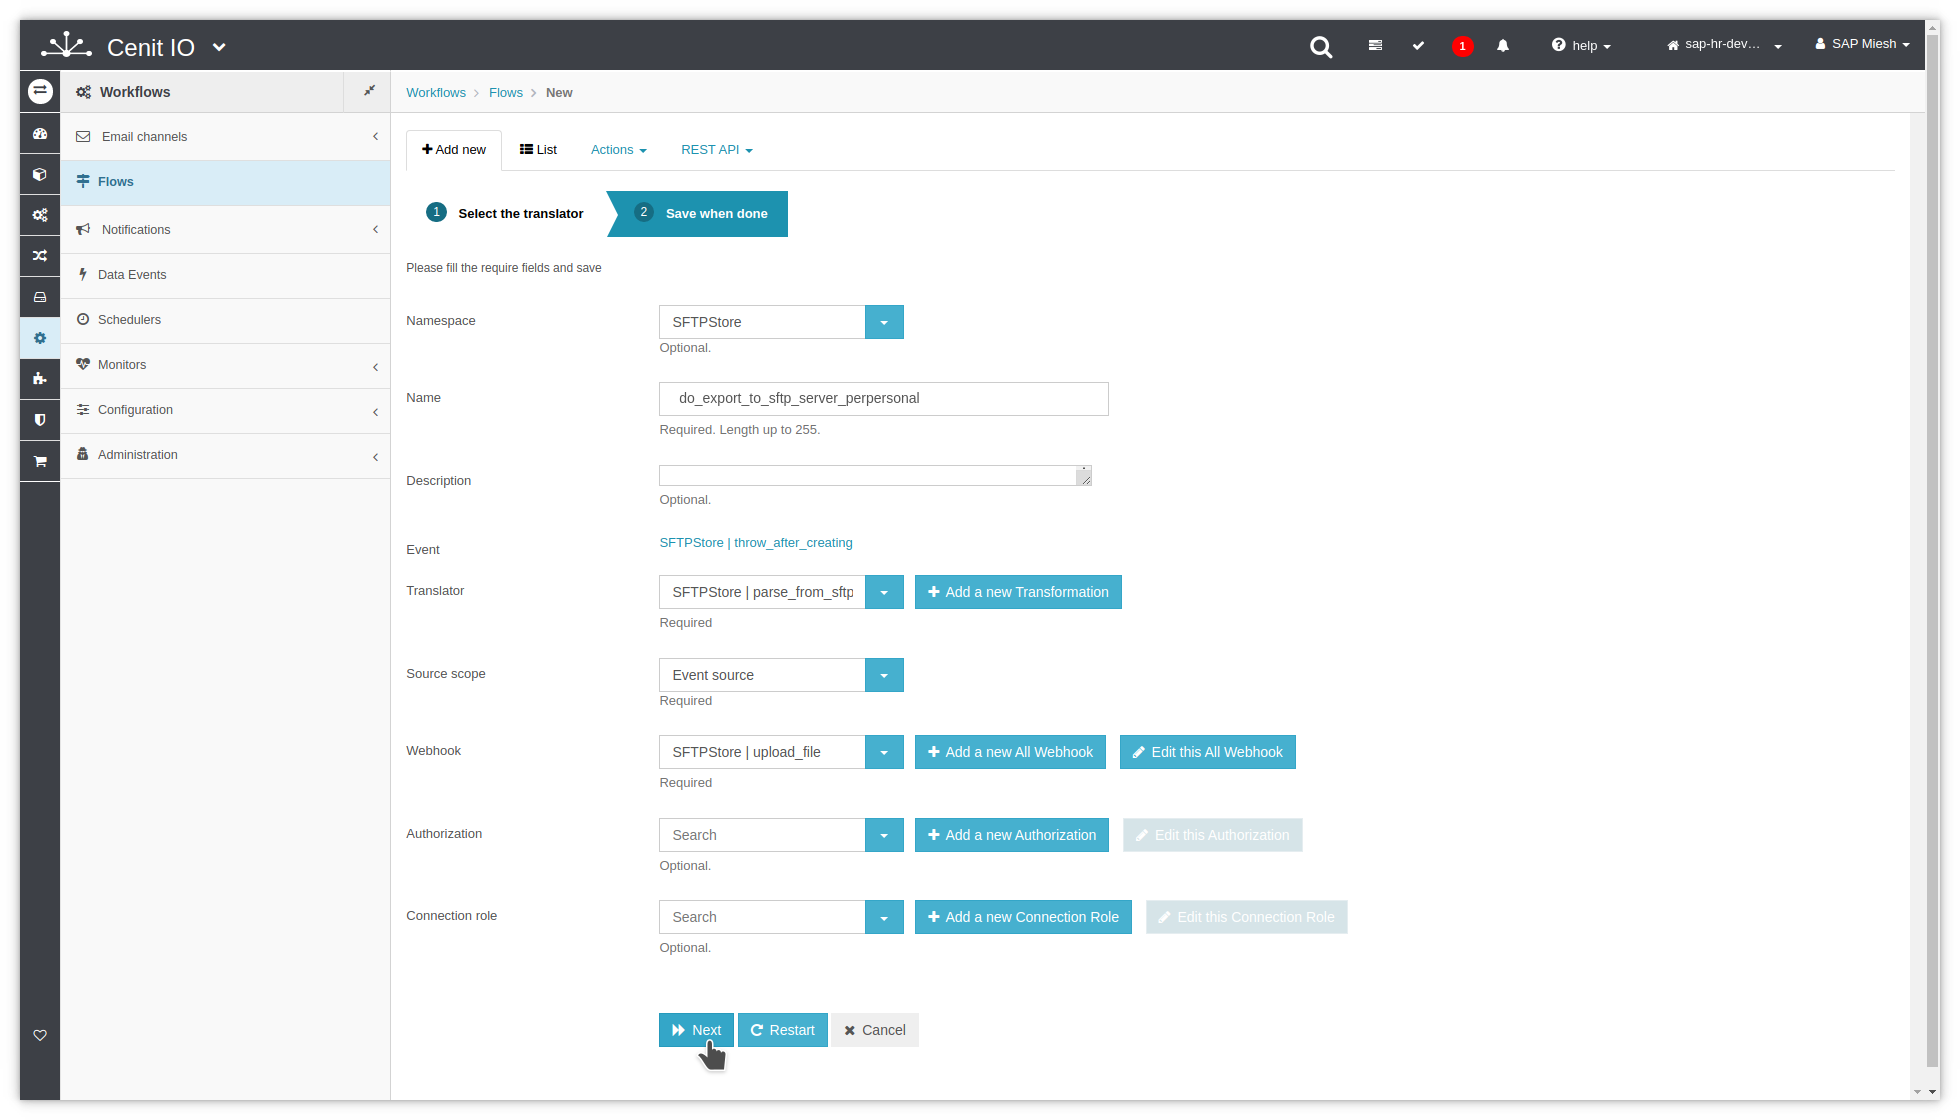 Cenit IO
1
help
sap-hr-dev...
SAP Miesh
Workflows
Workflows > Flows > New
Email channels
Flows
Notifications
Data Events
Schedulers
Monitors
Configuration
Administration
Add new
List
Actions
REST API
1 Select the translator
2 Save when done
Please fill the require fields and save
Namespace
SFTPStore
Optional.
Name
do_export_to_sftp_server_perpersonal
Required. Length up to 255.
Description
Optional.
Event
SFTPStore | throw_after_creating
Translator
SFTPStore | parse_from_sftp
Add a new Transformation
Required
Source scope
Event source
Required
Webhook
SFTPStore | upload_file
Add a new All Webhook
Edit this All Webhook
Required
Authorization
Search
Add a new Authorization
Edit this Authorization
Optional.
Connection role
Search
Add a new Connection Role
Edit this Connection Role
Optional.
Next
Restart
Cancel